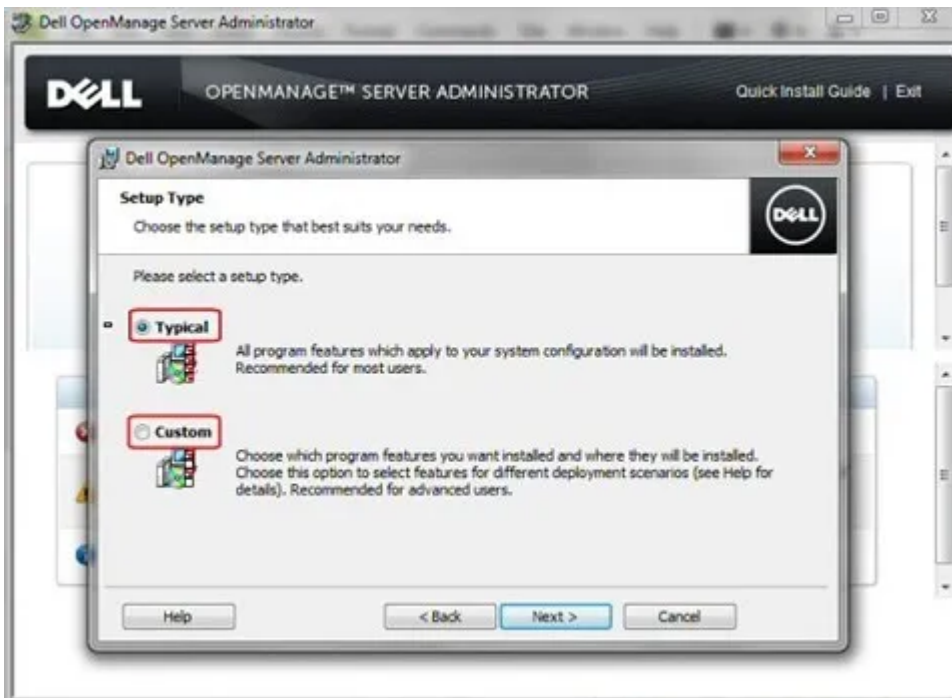 Dell OpenManage Server Administrator
DELL
OPENMANAGE™ SERVER ADMINISTRATOR
Quick Install Guide | Exit
Dell OpenManage Server Administrator
Setup Type
Choose the setup type that best suits your needs.
DELL
Please select a setup type.
Typical
All program features which apply to your system configuration will be installed.
Recommended for most users.
Custom
Choose which program features you want installed and where they will be installed.
Choose this option to select features for different deployment scenarios (see Help for
details). Recommended for advanced users.
Help
< Back
Next >
Cancel